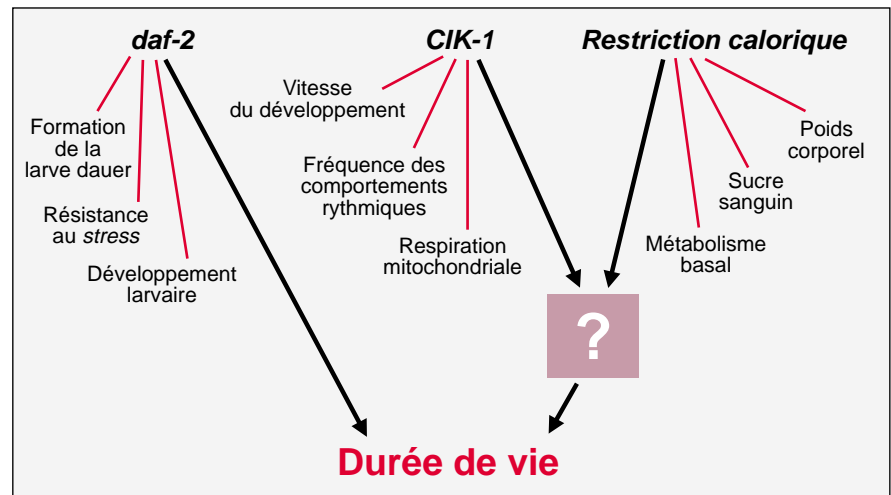 daf-2
CIK-1
Restriction calorique
Formation
de la
larve dauer
Résistance
au stress
Développement
larvaire
Vitesse
du développement
Fréquence des
comportements
rythmiques
Respiration
mitochondriale
Poids
corporel
Sucre
sanguin
Métabolisme
basal
?
Durée de vie